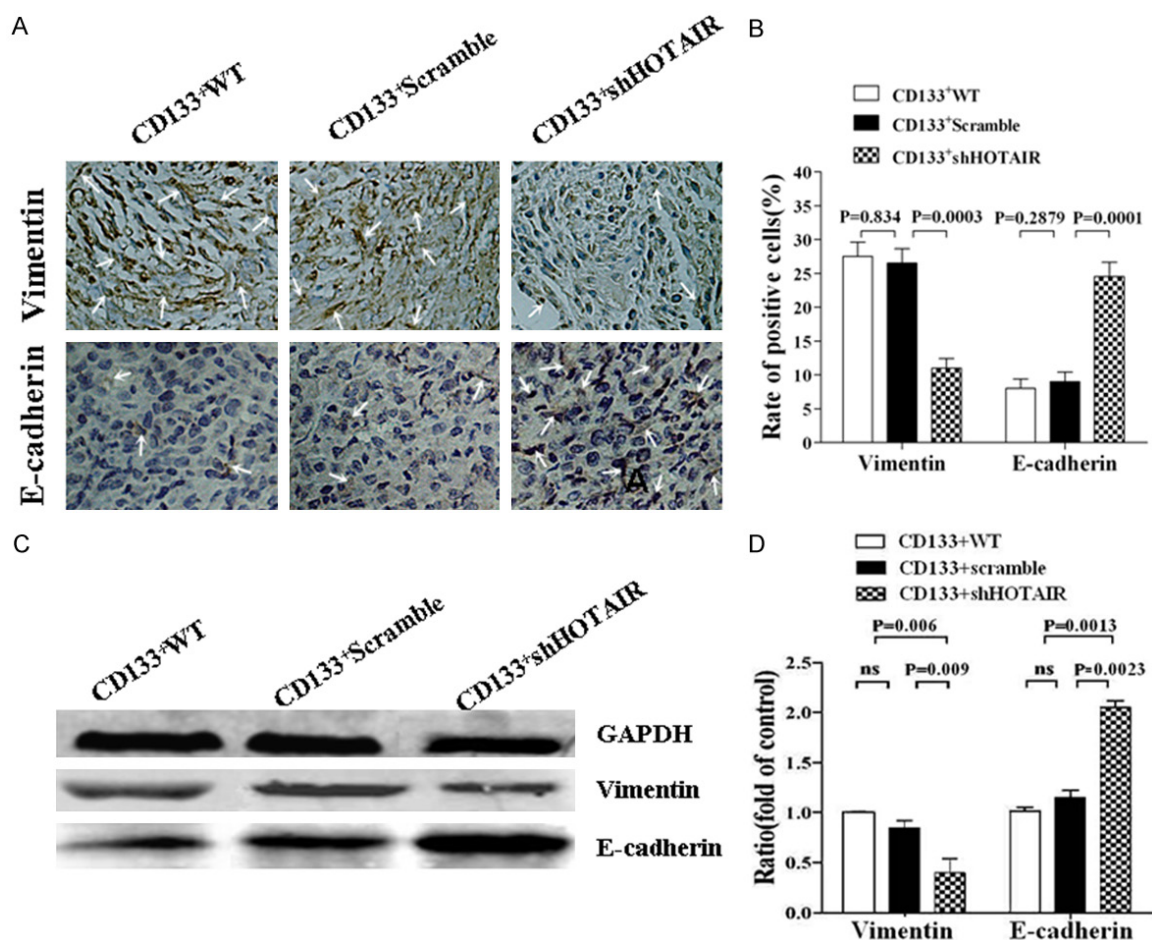 A
CD133⁺WT
CD133⁺Scramble
CD133⁺shHOTAIR
Vimentin
E-cadherin
A
B
CD133⁺WT
CD133⁺Scramble
CD133⁺shHOTAIR
Rate of positive cells(%)
40
35
30
25
20
15
10
5
0
P=0.834
P=0.0003
P=0.2879
P=0.0001
Vimentin
E-cadherin
C
CD133⁺WT
CD133⁺Scramble
CD133⁺shHOTAIR
GAPDH
Vimentin
E-cadherin
D
CD133+WT
CD133+scramble
CD133+shHOTAIR
Ratio(fold of control)
2.5
2.0
1.5
1.0
0.5
0.0
P=0.006
P=0.0013
ns
P=0.009
ns
P=0.0023
Vimentin
E-cadherin